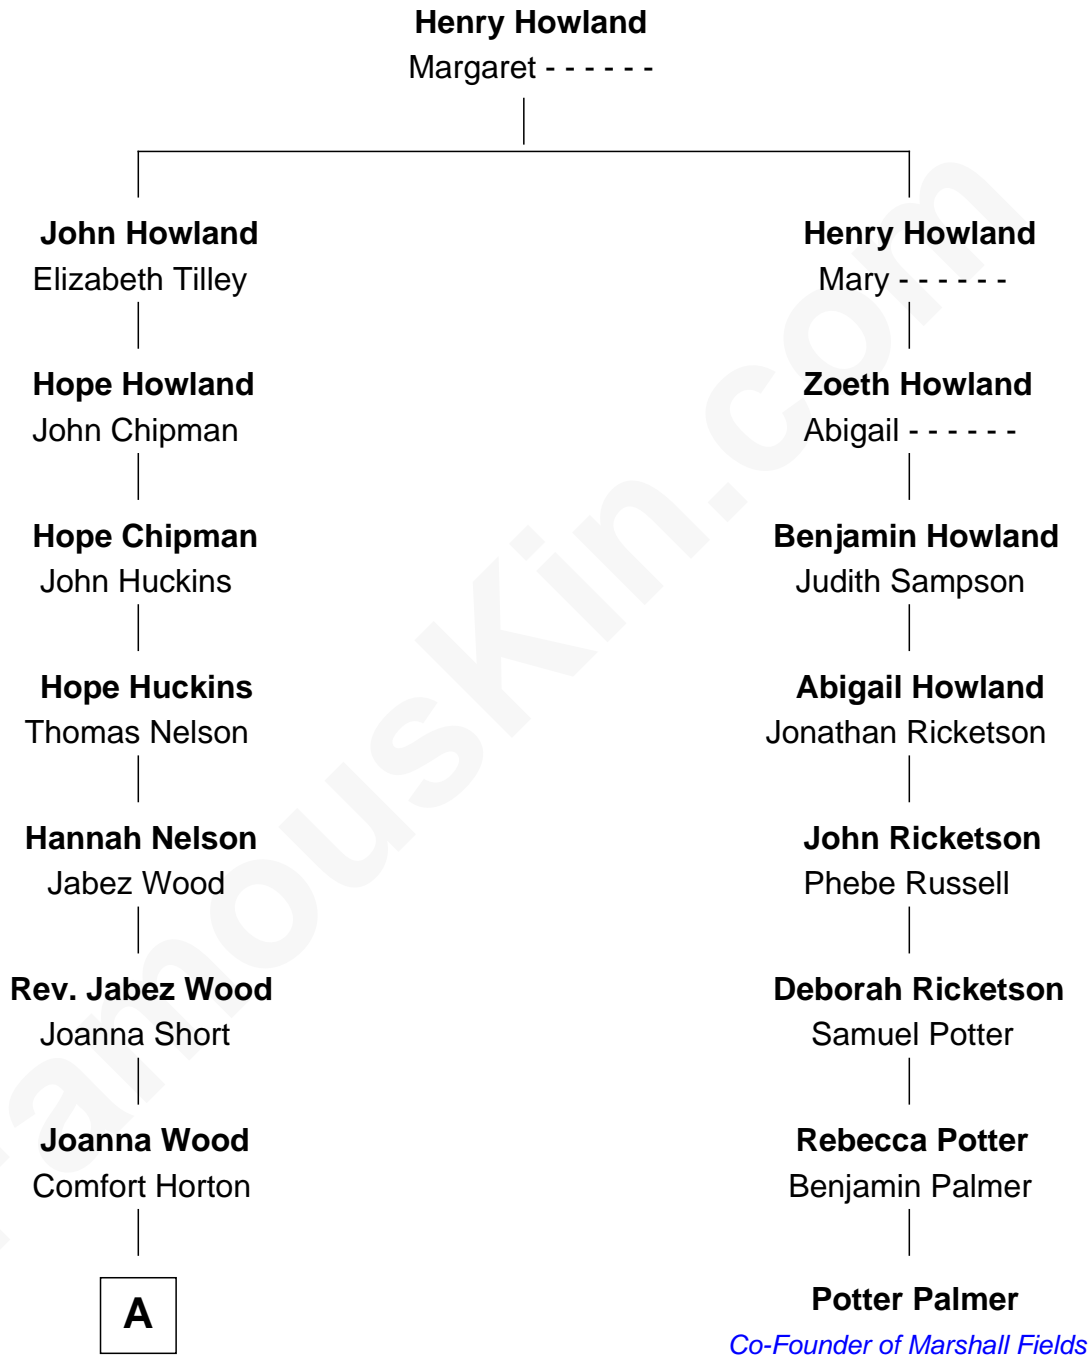 Henry Howland
Margaret - - - - - -
John Howland
Elizabeth Tilley
Henry Howland
Mary - - - - - -
Hope Howland
John Chipman
Zoeth Howland
Abigail - - - - - -
Hope Chipman
John Huckins
Benjamin Howland
Judith Sampson
Hope Huckins
Thomas Nelson
Abigail Howland
Jonathan Ricketson
Hannah Nelson
Jabez Wood
John Ricketson
Phebe Russell
Rev. Jabez Wood
Joanna Short
Deborah Ricketson
Samuel Potter
Joanna Wood
Comfort Horton
Rebecca Potter
Benjamin Palmer
A
Potter Palmer
Co-Founder of Marshall Fields
FamousKin.com